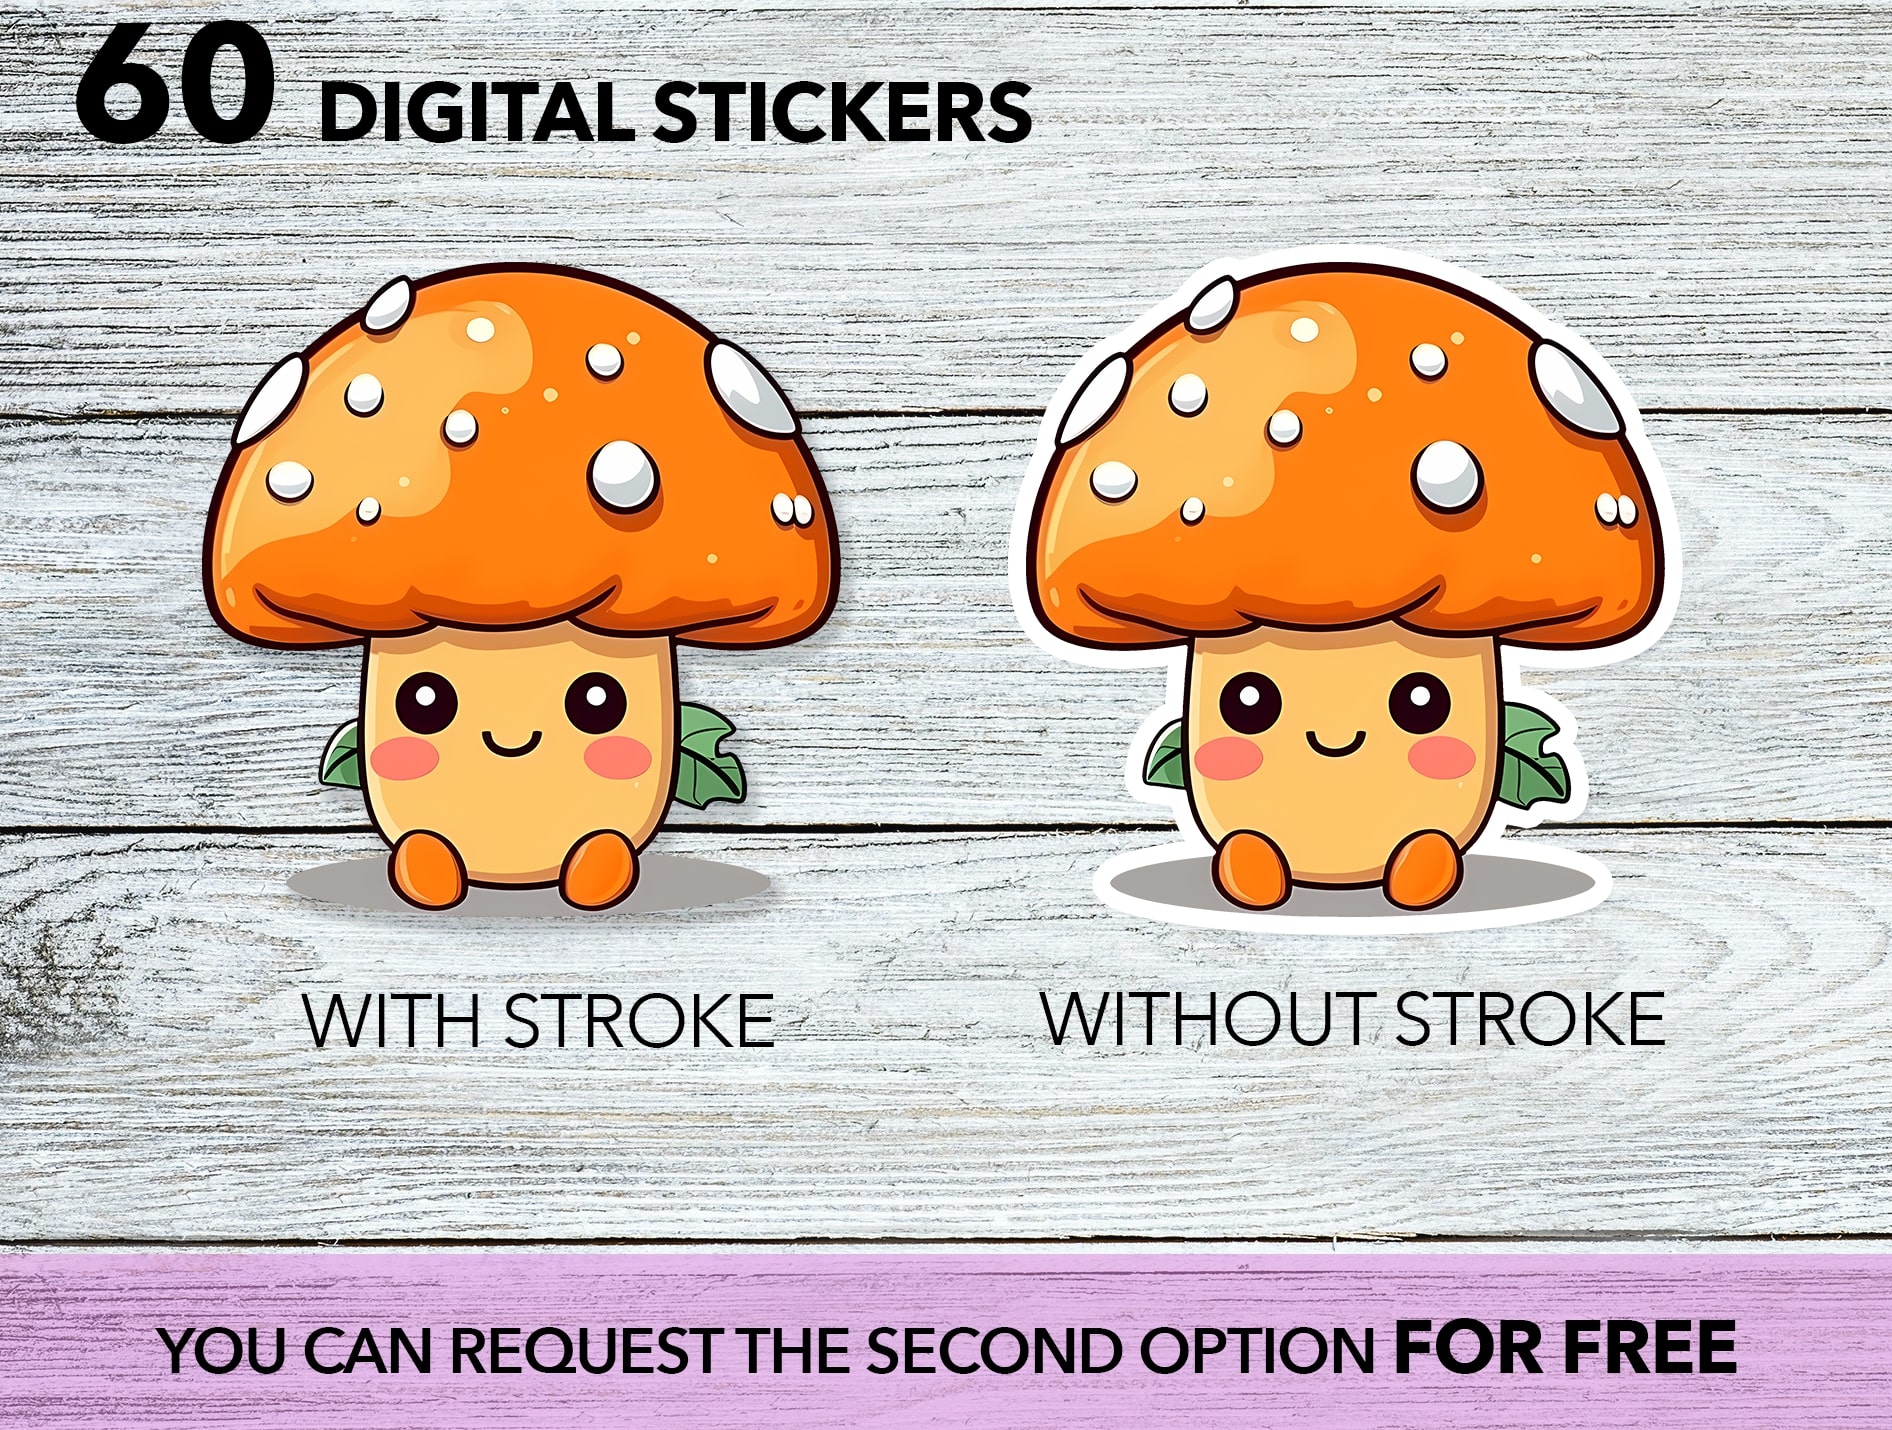 60 DIGITAL STICKERS
WITH STROKE
WITHOUT STROKE
YOU CAN REQUEST THE SECOND OPTION FOR FREE